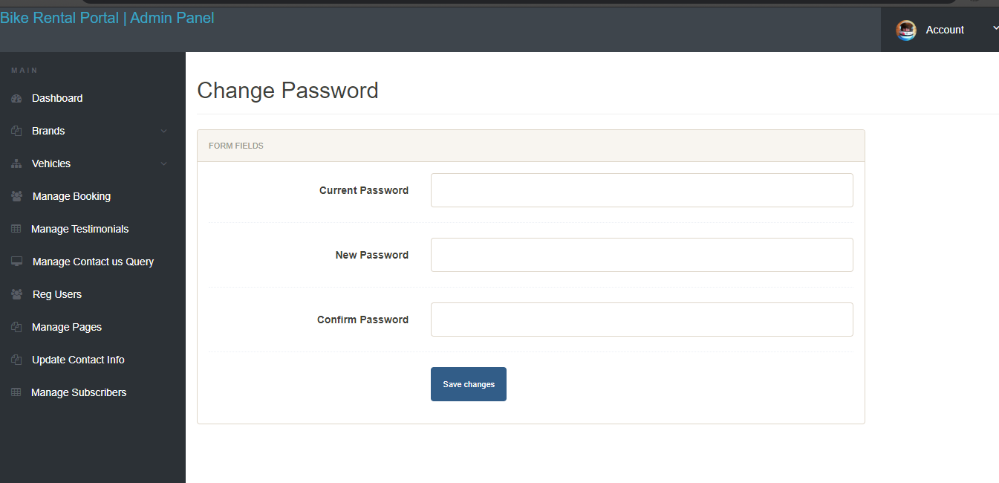 Bike Rental Portal | Admin Panel
Account
MAIN
Dashboard
Brands
Vehicles
Manage Booking
Manage Testimonials
Manage Contact us Query
Reg Users
Manage Pages
Update Contact Info
Manage Subscribers
Change Password
FORM FIELDS
Current Password
New Password
Confirm Password
Save changes